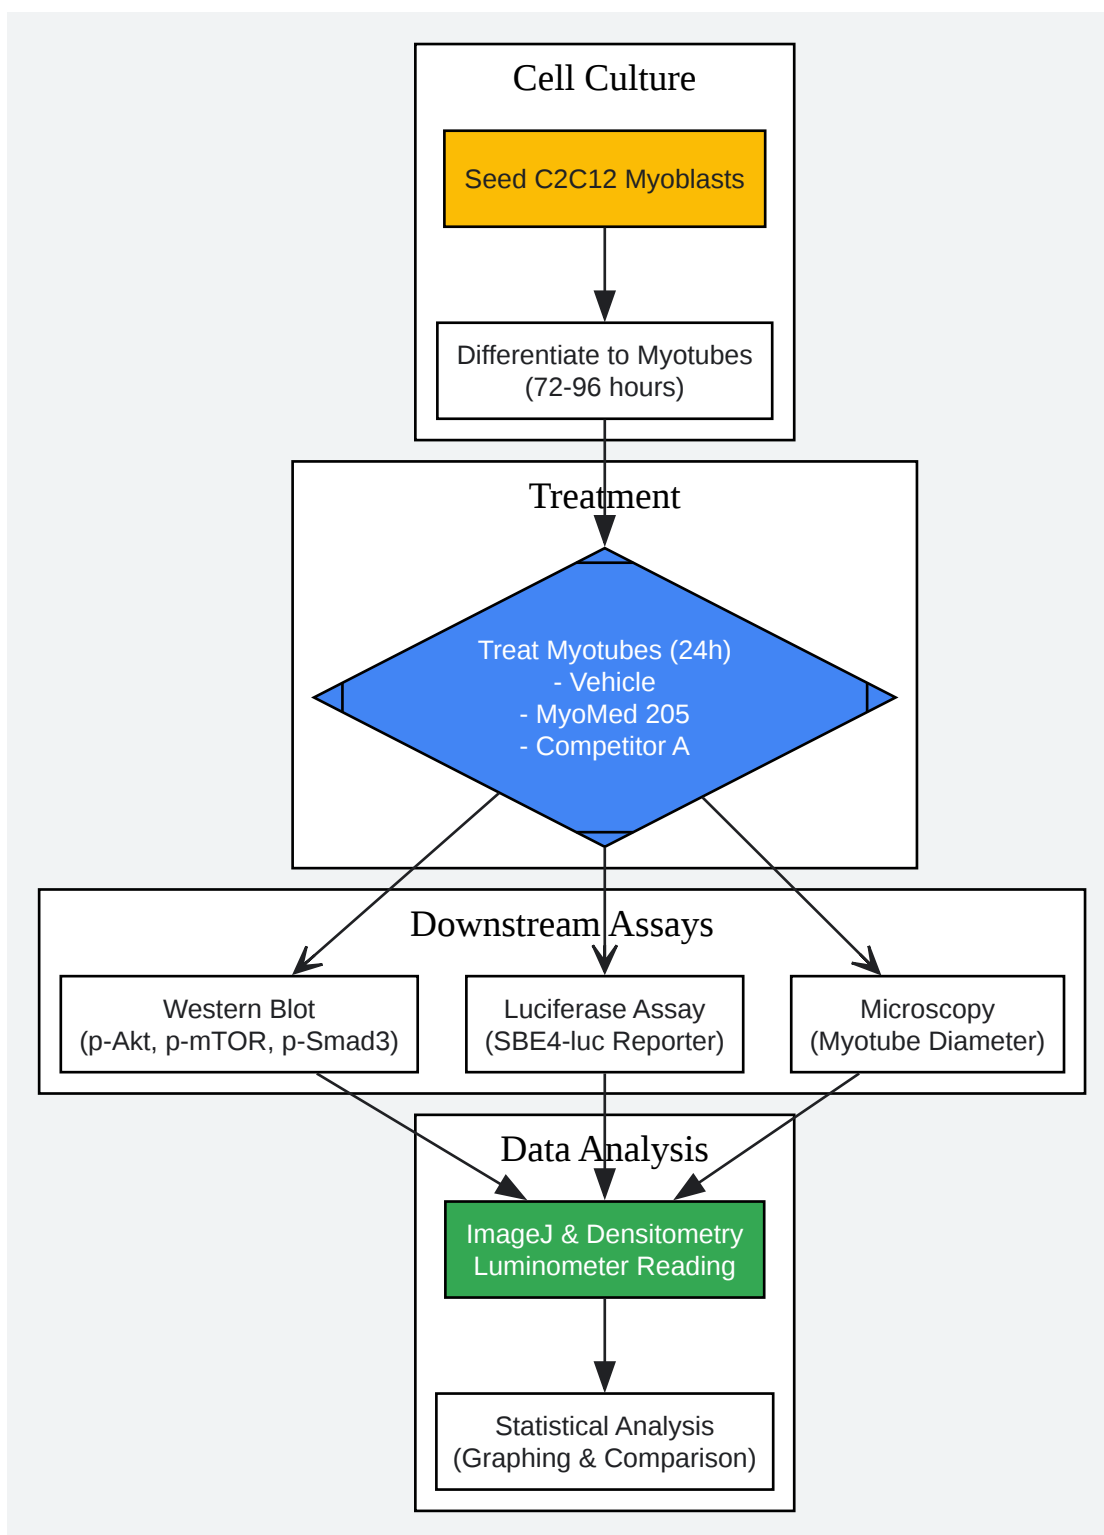 Cell Culture
Seed C2C12 Myoblasts
Differentiate to Myotubes
(72-96 hours)
Treatment
Treat Myotubes (24h)
- Vehicle
- MyoMed 205
- Competitor A
Downstream Assays
Western Blot
(p-Akt, p-mTOR, p-Smad3)
Luciferase Assay
(SBE4-luc Reporter)
Microscopy
(Myotube Diameter)
Data Analysis
ImageJ & Densitometry
Luminometer Reading
Statistical Analysis
(Graphing & Comparison)